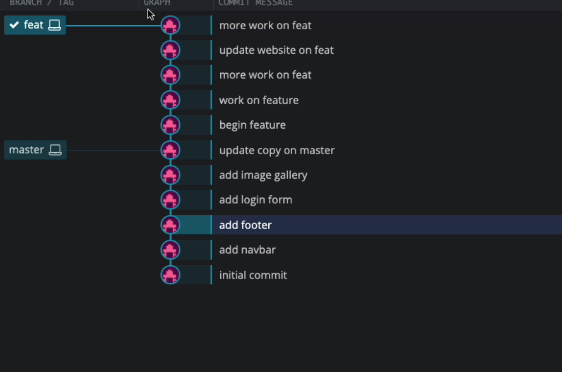 BRANCH / TAG GRAPH COMMIT MESSAGE
feat more work on feat
update website on feat
more work on feat
work on feature
begin feature
master update copy on master
add image gallery
add login form
add footer
add navbar
initial commit